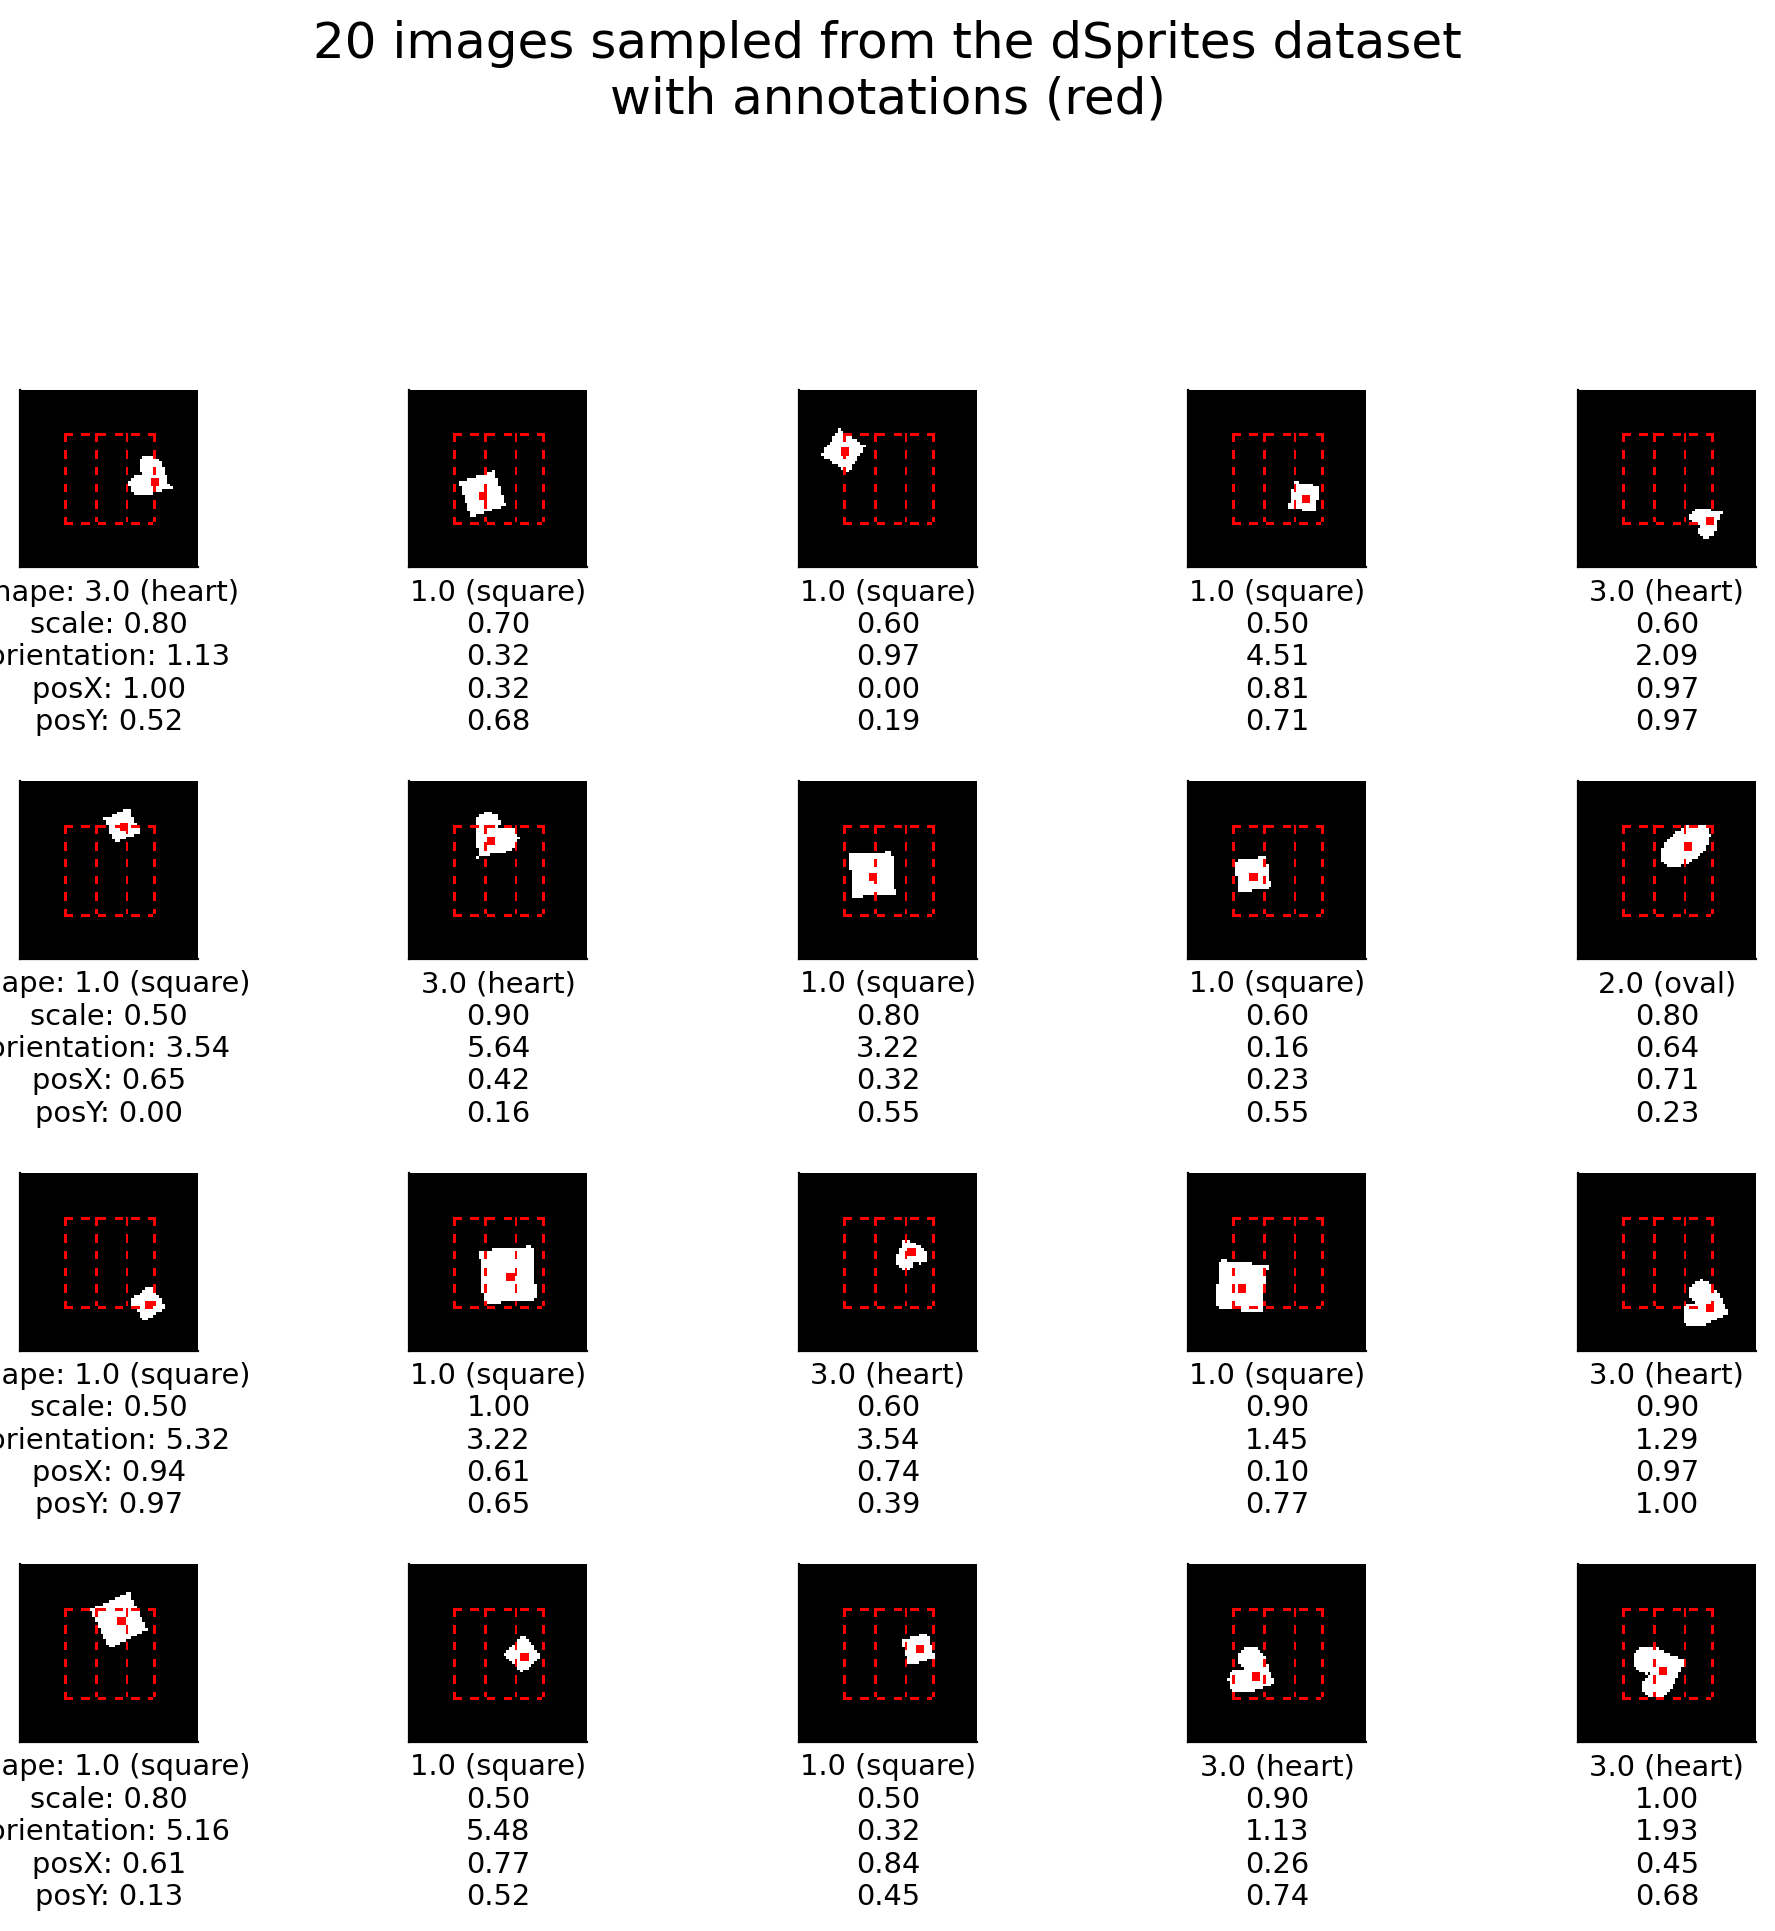 20 images sampled from the dSprites dataset
with annotations (red)
hape: 3.0 (heart)
scale: 0.80
orientation: 1.13
posX: 1.00
posY: 0.52
1.0 (square)
0.70
0.32
0.32
0.68
1.0 (square)
0.60
0.97
0.00
0.19
1.0 (square)
0.50
4.51
0.81
0.71
3.0 (heart)
0.60
2.09
0.97
0.97
ape: 1.0 (square)
scale: 0.50
orientation: 3.54
posX: 0.65
posY: 0.00
3.0 (heart)
0.90
5.64
0.42
0.16
1.0 (square)
0.80
3.22
0.32
0.55
1.0 (square)
0.60
0.16
0.23
0.55
2.0 (oval)
0.80
0.64
0.71
0.23
ape: 1.0 (square)
scale: 0.50
orientation: 5.32
posX: 0.94
posY: 0.97
1.0 (square)
1.00
3.22
0.61
0.65
3.0 (heart)
0.60
3.54
0.74
0.39
1.0 (square)
0.90
1.45
0.10
0.77
3.0 (heart)
0.90
1.29
0.97
1.00
ape: 1.0 (square)
scale: 0.80
orientation: 5.16
posX: 0.61
posY: 0.13
1.0 (square)
0.50
5.48
0.77
0.52
1.0 (square)
0.50
0.32
0.84
0.45
3.0 (heart)
0.90
1.13
0.26
0.74
3.0 (heart)
1.00
1.93
0.45
0.68